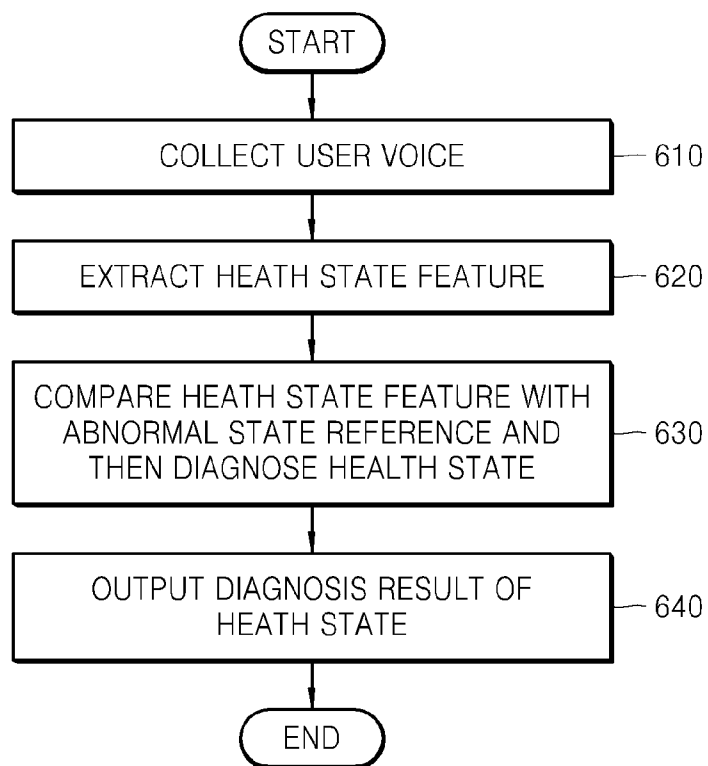 START
COLLECT USER VOICE
610
EXTRACT HEATH STATE FEATURE
620
COMPARE HEATH STATE FEATURE WITH
ABNORMAL STATE REFERENCE AND
THEN DIAGNOSE HEALTH STATE
630
OUTPUT DIAGNOSIS RESULT OF
HEATH STATE
640
END